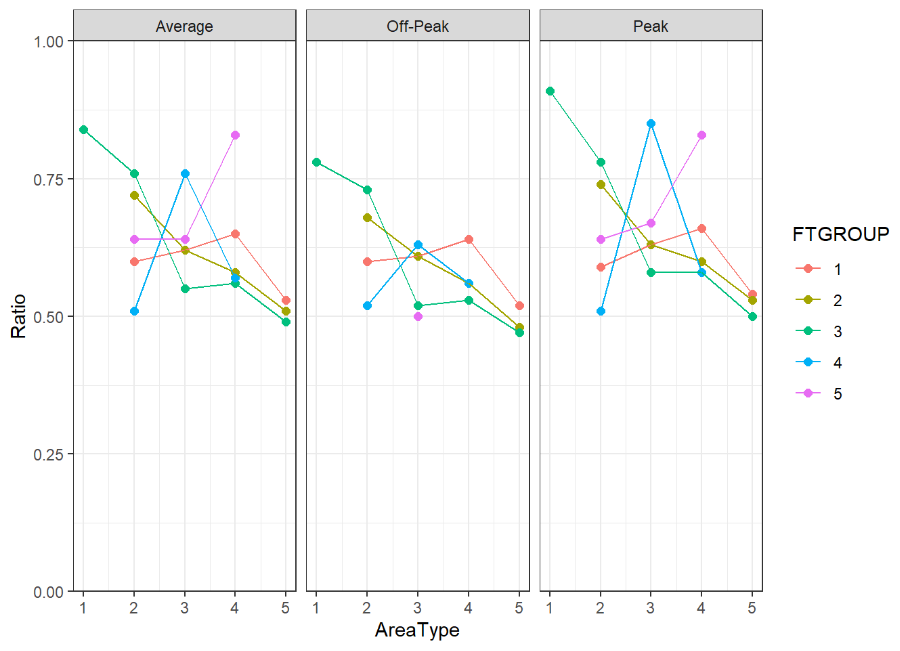 Average Off-Peak Peak
1.00
0.75
0.50
0.25
0.00
Ratio
1 2 3 4 5 1 2 3 4 5 1 2 3 4 5
AreaType
FTGROUP
1
2
3
4
5